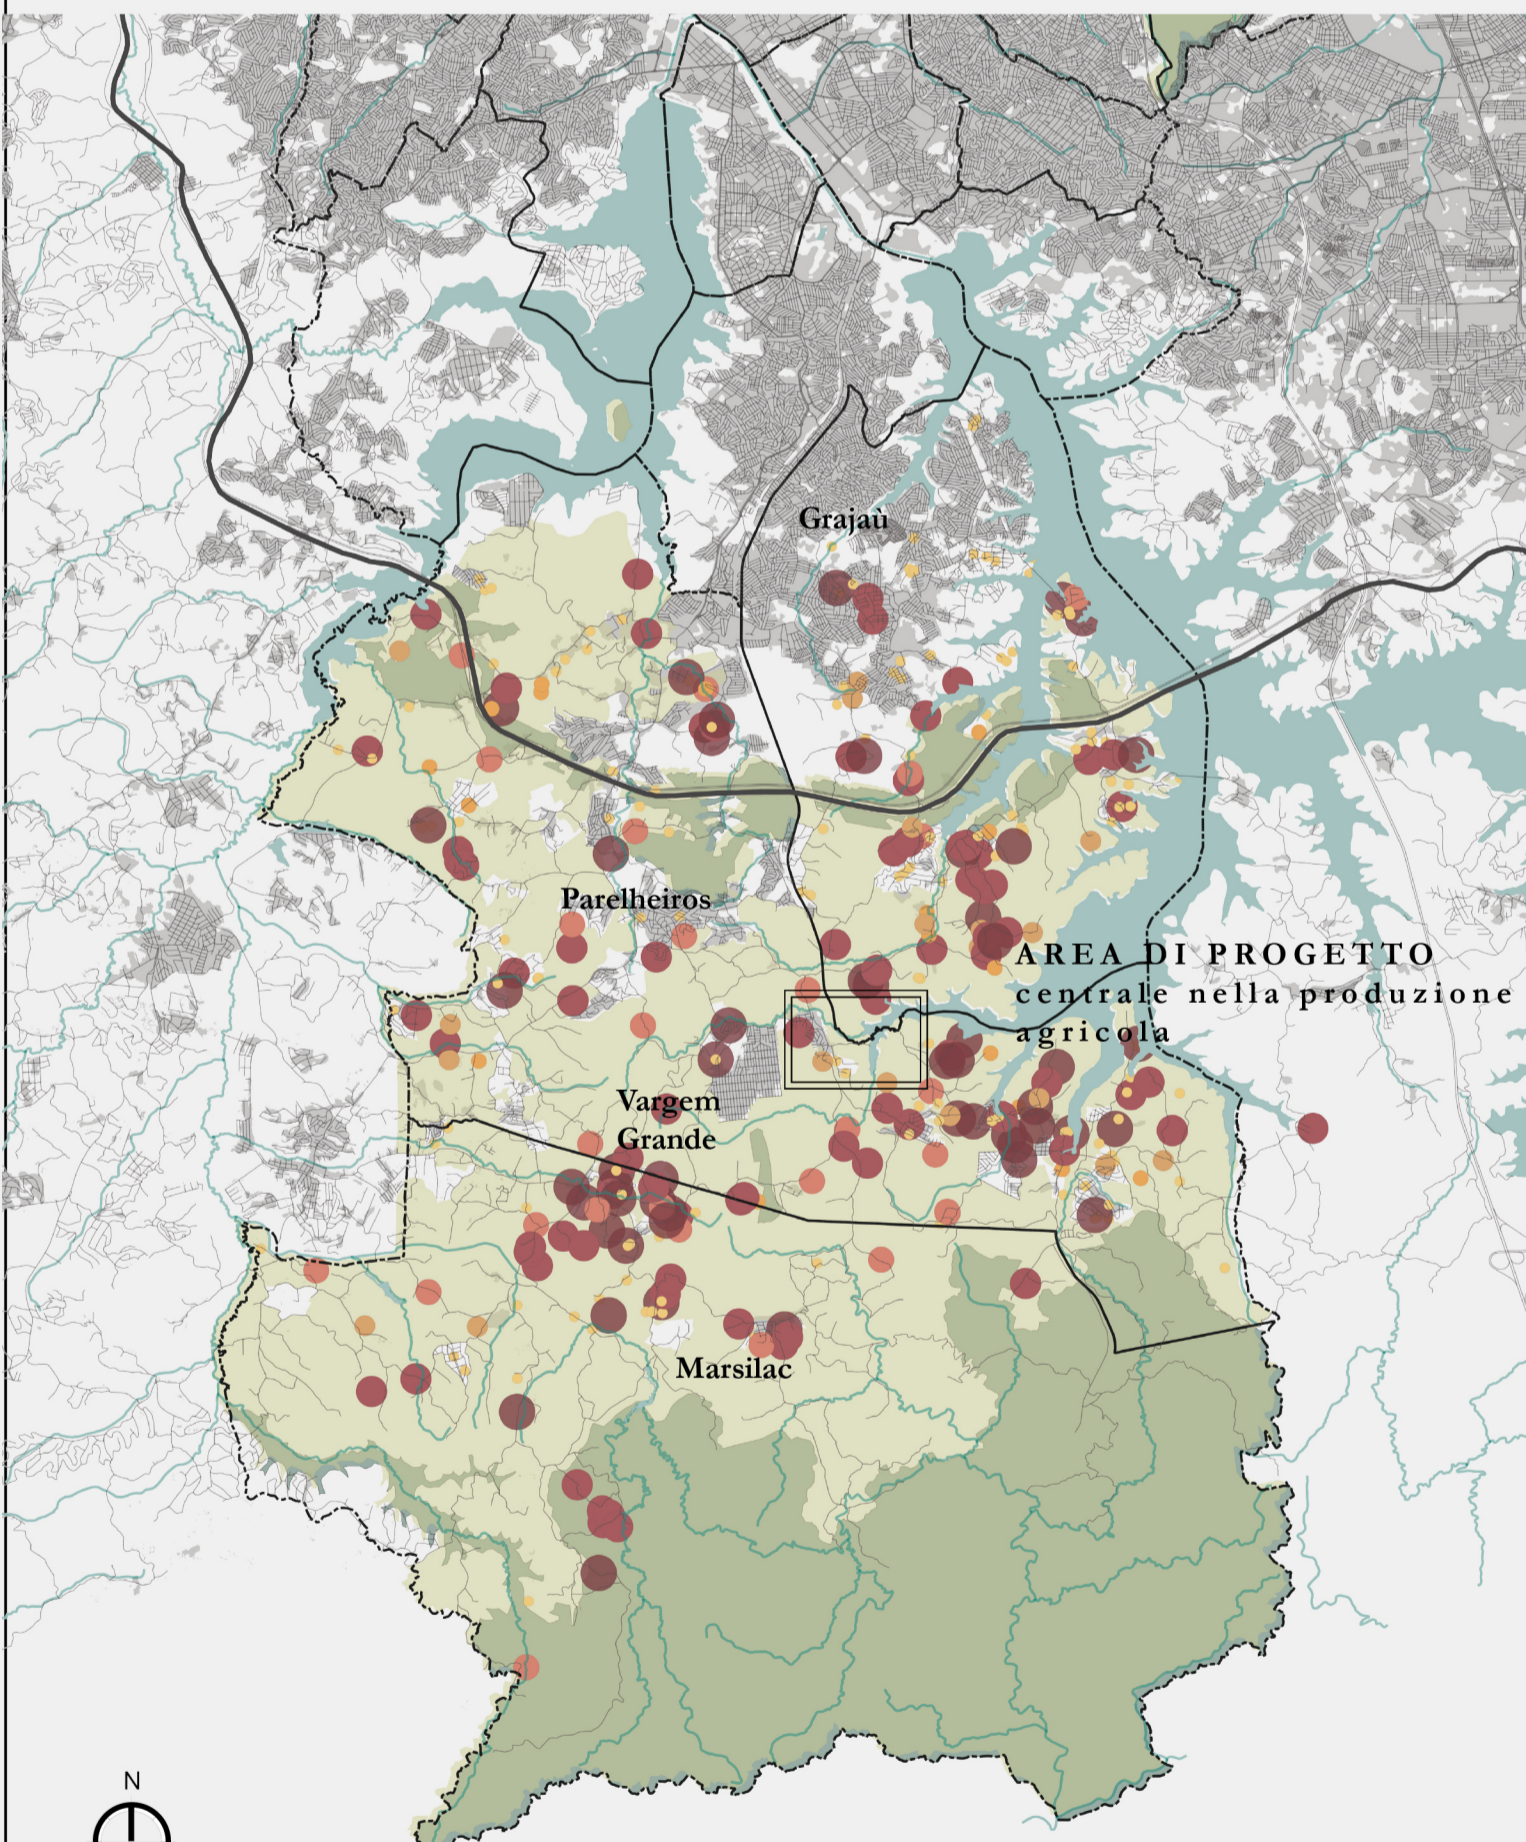 Grajaù
Parelheiros
AREA DI PROGETTO
centrale nella produzione
agricola
Vargem
Grande
Marsilac
N